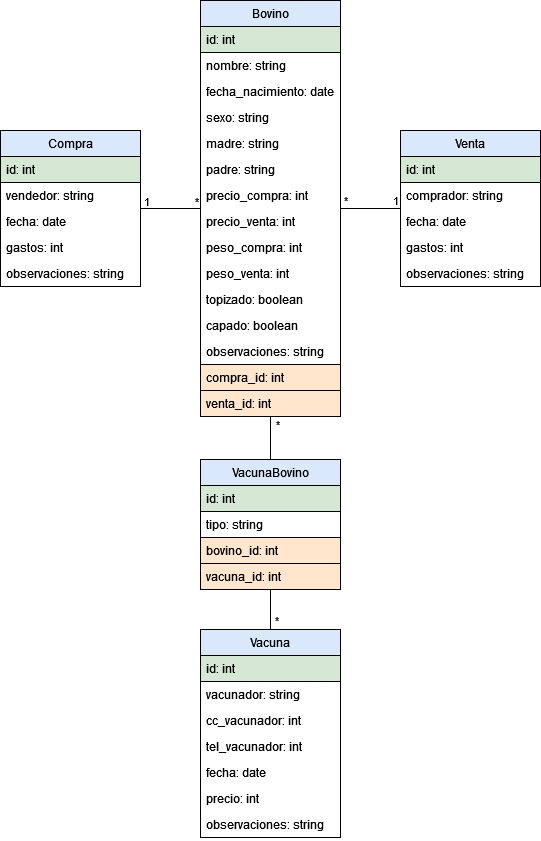 Bovino
id: int
nombre: string
fecha_nacimiento: date
sexo: string
madre: string
padre: string
precio_compra: int
precio_venta: int
peso_compra: int
peso_venta: int
topizado: boolean
capado: boolean
observaciones: string
compra_id: int
venta_id: int
Compra
id: int
vendedor: string
fecha: date
gastos: int
observaciones: string
1
*
Venta
id: int
comprador: string
fecha: date
gastos: int
observaciones: string
*
1
*
VacunaBovino
id: int
tipo: string
bovino_id: int
vacuna_id: int
*
Vacuna
id: int
vacunador: string
cc_vacunador: int
tel_vacunador: int
fecha: date
precio: int
observaciones: string